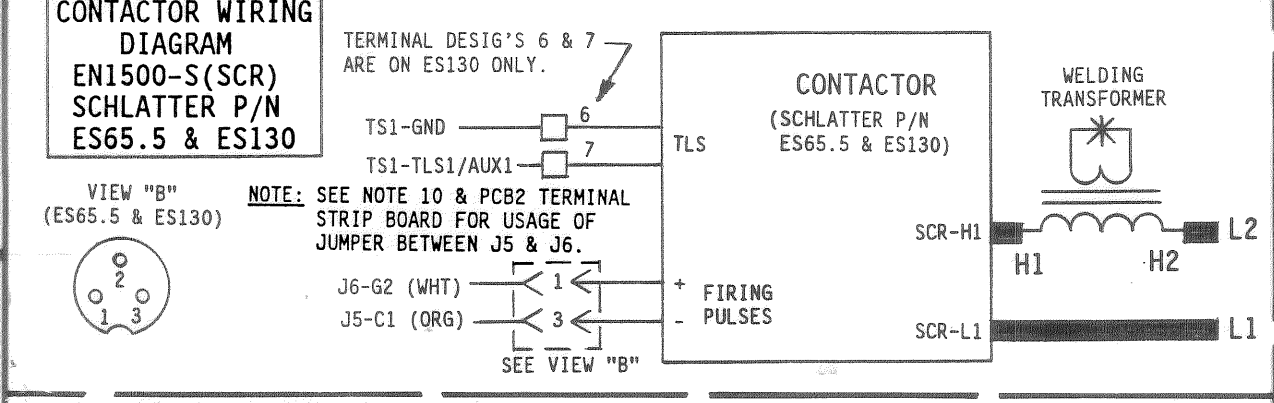 CONTACTOR WIRING
DIAGRAM
EN1500-S(SCR)
SCHLATTER P/N
ES65.5 & ES130
TERMINAL DESIG'S 6 & 7
ARE ON ES130 ONLY.
TS1-GND
6
TS1-TLS1/AUX1
7
TLS
CONTACTOR
(SCHLATTER P/N
ES65.5 & ES130)
WELDING
TRANSFORMER
VIEW "B"
(ES65.5 & ES130)
2
1 3
NOTE: SEE NOTE 10 & PCB2 TERMINAL
STRIP BOARD FOR USAGE OF
JUMPER BETWEEN J5 & J6.
J6-G2 (WHT)
1
+
J5-C1 (ORG)
3
-
FIRING
PULSES
SEE VIEW "B"
SCR-H1
H1
H2
L2
SCR-L1
L1